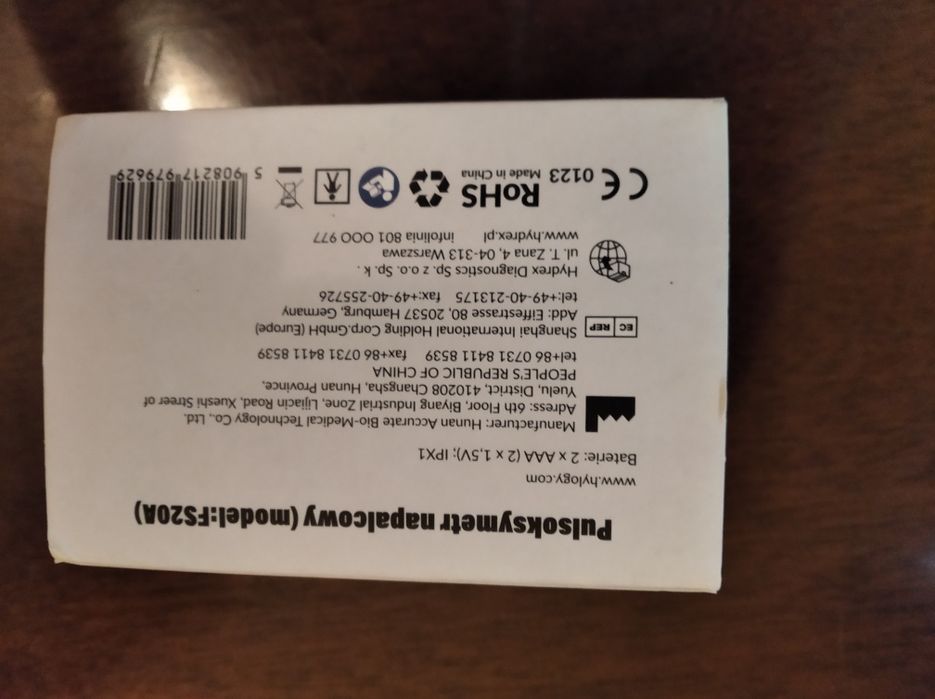 Pulsoksymetr napalcowy (model:FS20A)
www.hylogy.com
Baterie: 2 x AAA (2 x 1,5V); IPX1
Manufacturer: Hunan Accurate Bio-Medical Technology Co., Ltd.
Adress: 6th Floor, Biyang Industrial Zone, Lijiacin Road, Xueshi Streer of
Yuelu, District, 410208 Changsha, Hunan Province,
PEOPLE'S REPUBLIC OF CHINA
tel+86 0731 8411 8539 fax+86 0731 8411 8539
EC REP
Shanghai International Holding Corp.GmbH (Europe)
Add: Eiffestrasse 80, 20537 Hamburg, Germany
tel:+49-40-213175 fax:+49-40-255726
Hydrex Diagnostics Sp. z o.o. Sp. k .
ul. T. Zana 4, 04-313 Warszawa
www.hydrex.pl infolinia 801 000 977
CE 0123
RoHS
Made in China
5 908217 979629